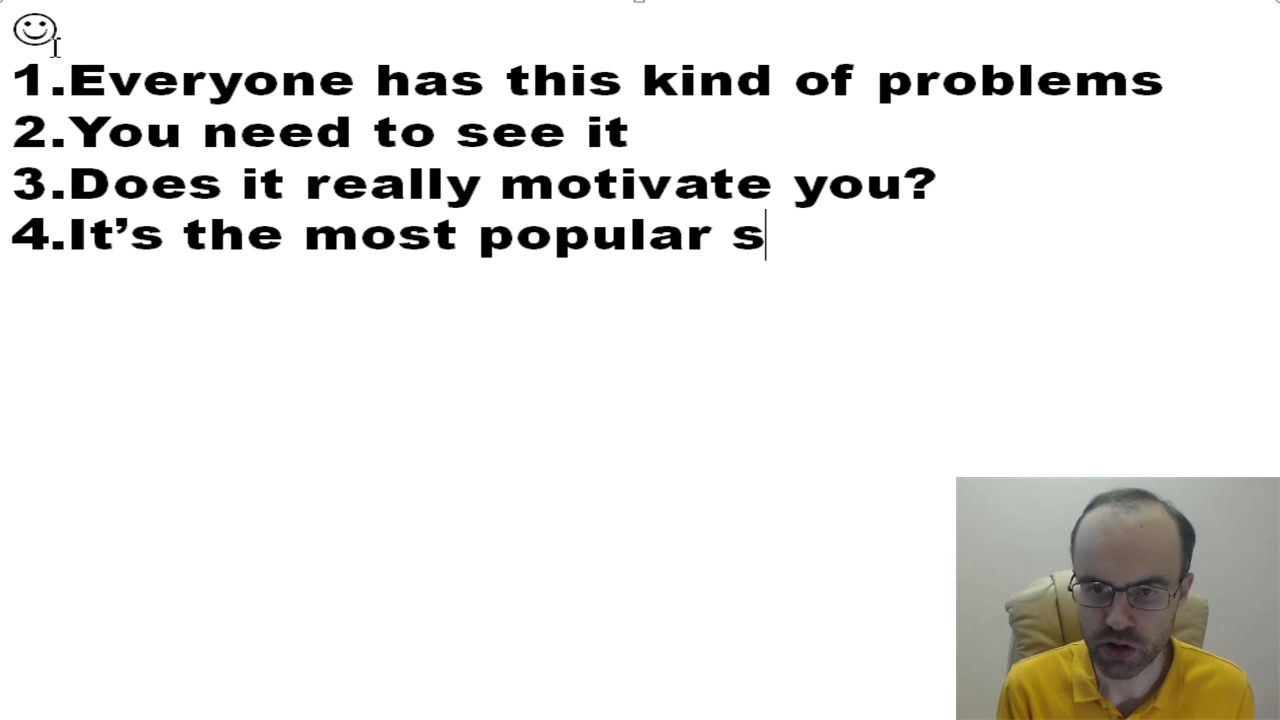 1.Everyone has this kind of problems
2.You need to see it
3.Does it really motivate you?
4.It’s the most popular s